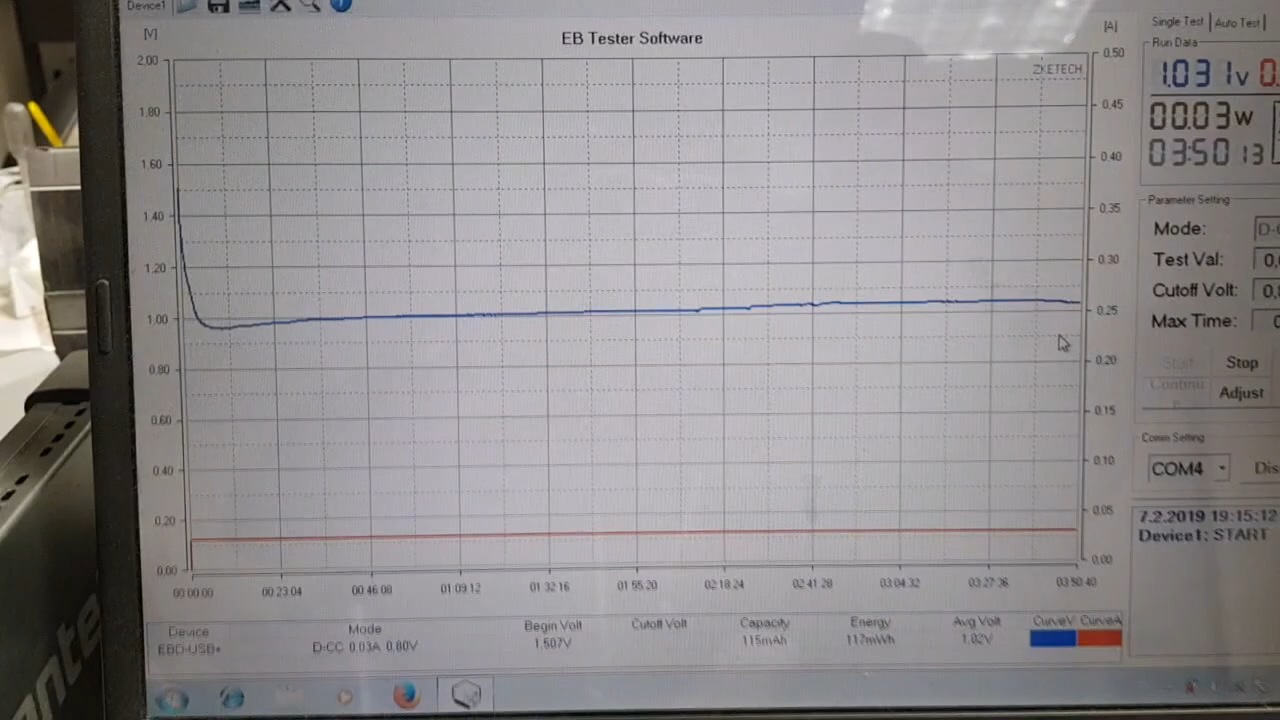 Device1
[V]
EB Tester Software
[A]
ZKETECH
2.00
1.80
1.60
1.40
1.20
1.00
0.80
0.60
0.40
0.20
0.00
0.50
0.45
0.40
0.35
0.30
0.25
0.20
0.15
0.10
0.05
0.00
00:00:00
00:23:04
00:46:08
01:09:12
01:32:16
01:55:20
02:18:24
02:41:28
03:04:32
03:27:36
03:50:40
Device
EBD-USB+
Mode
D-CC 0.03A 0.80V
Begin Volt
1.507V
Cutoff Volt
Capacity
115mAh
Energy
117mWh
Avg Volt
1.02V
CurveV
CurveA
Single Test
Auto Test
Run Data
1.031V
0.
00.03W
03:50 13
Parameter Setting
Mode:
Test Val:
Cutoff Volt:
Max Time:
Start
Stop
Adjust
Comm Setting
COM4
7.2.2019 19:15:12
Device1: START